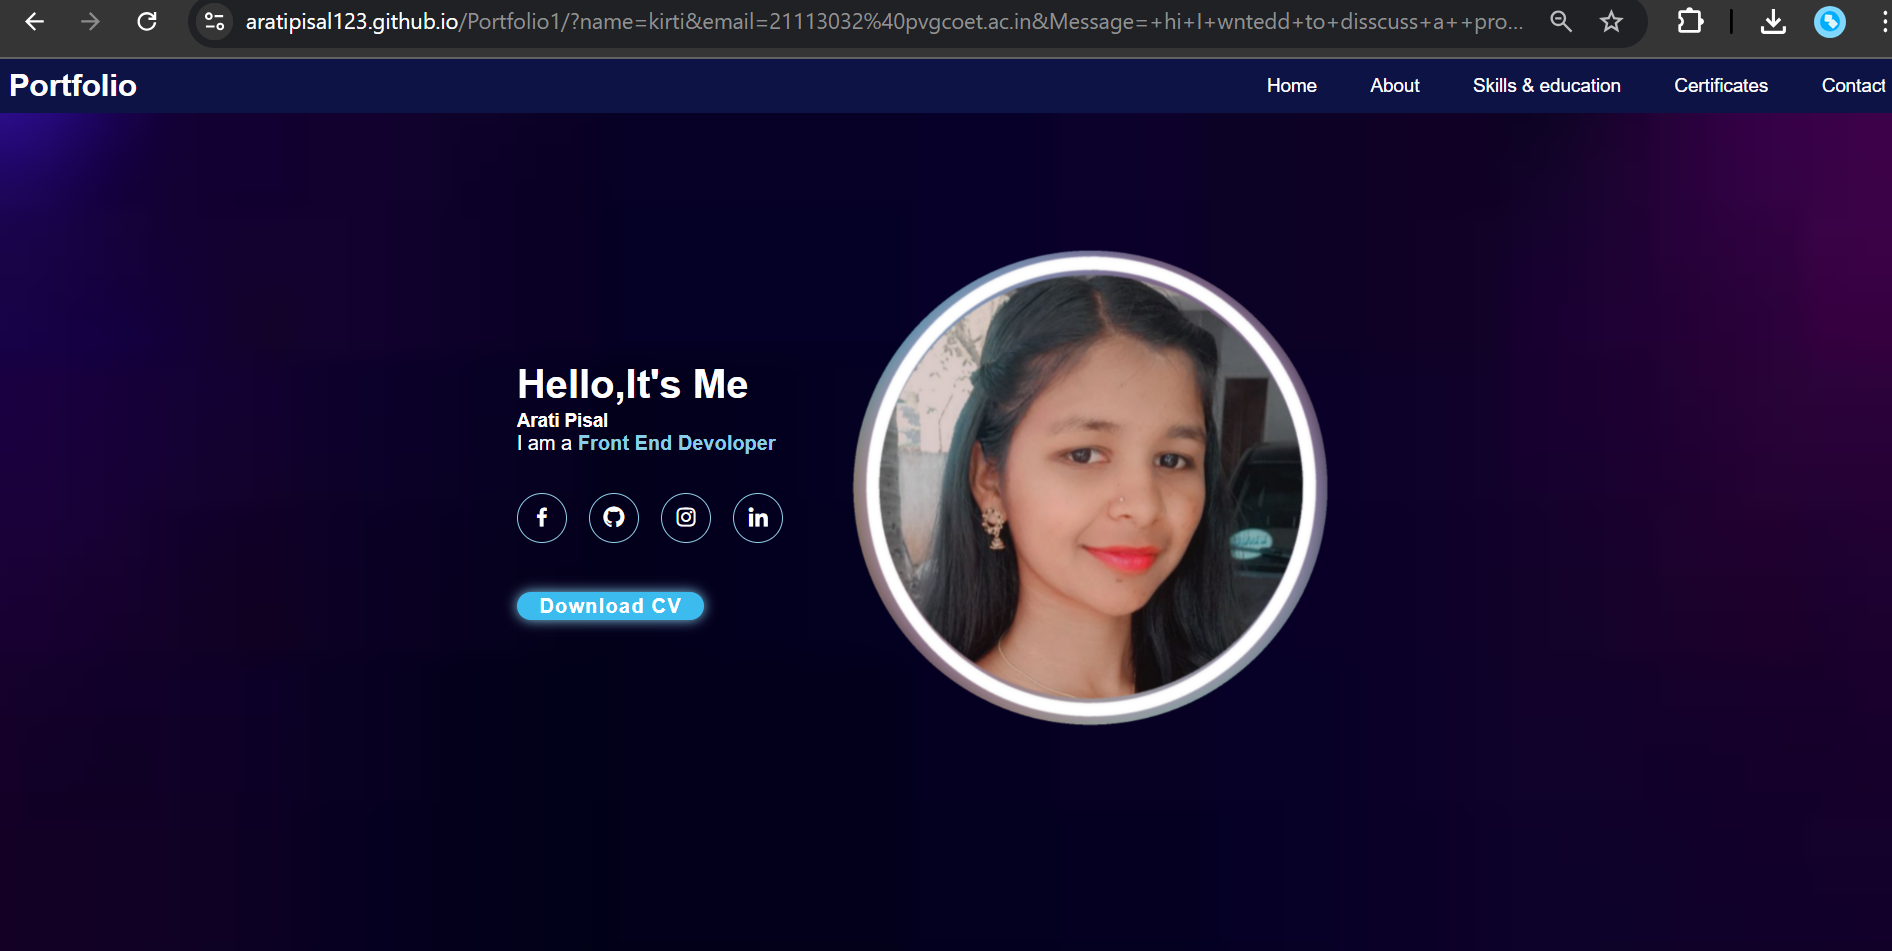 aratipisal123.github.io/Portfolio1/?name=kirti&email=21113032%40pvgcoet.ac.in&Message=+hi+I+wntedd+to+disscuss+a++pro...
Portfolio
Home About Skills & education Certificates Contact
Hello,It's Me
Arati Pisal
I am a Front End Devoloper
Download CV